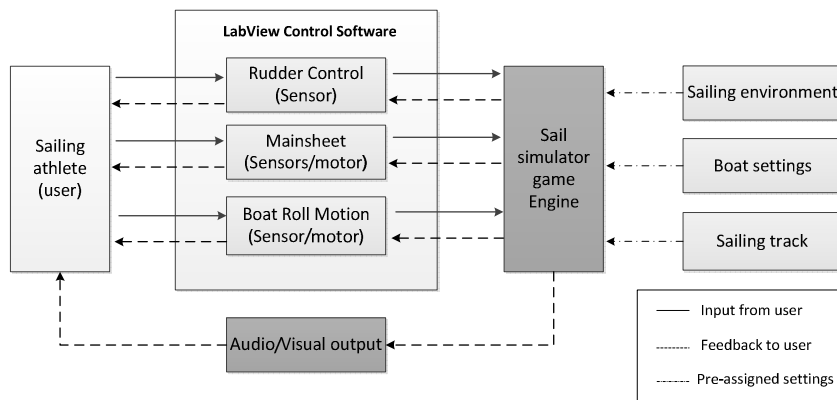 LabView Control Software
Rudder Control
(Sensor)
Mainsheet
(Sensors/motor)
Boat Roll Motion
(Sensor/motor)
Sailing
athlete
(user)
Sail
simulator
game
Engine
Sailing environment
Boat settings
Sailing track
Audio/Visual output
Input from user
Feedback to user
Pre-assigned settings